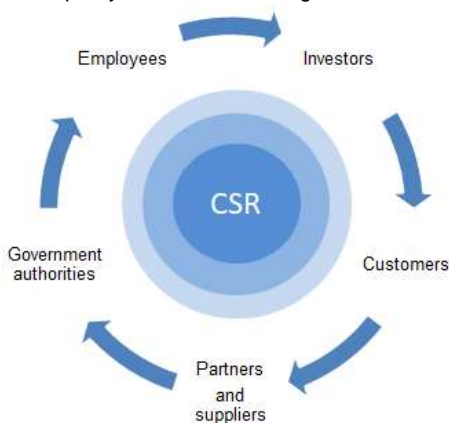 Employees
Investors
CSR
Government
authorities
Customers
Partners
and
suppliers